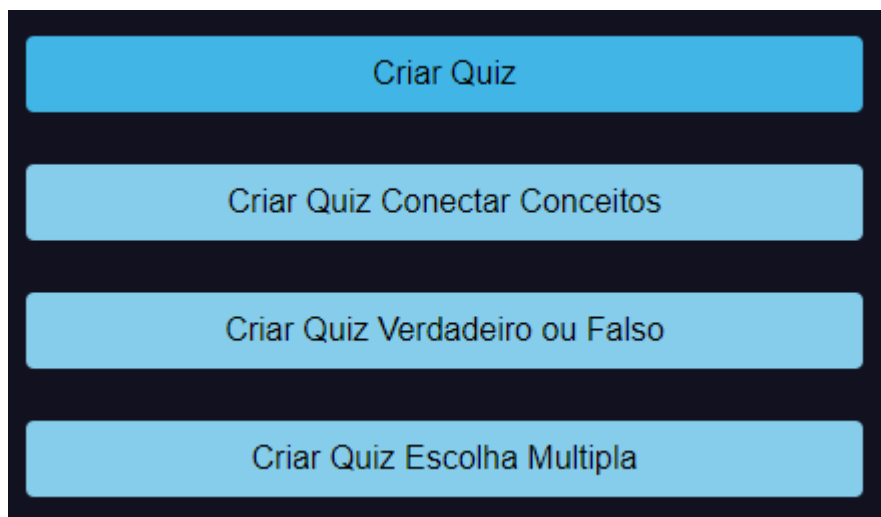 Criar Quiz
Criar Quiz Conectar Conceitos
Criar Quiz Verdadeiro ou Falso
Criar Quiz Escolha Multipla